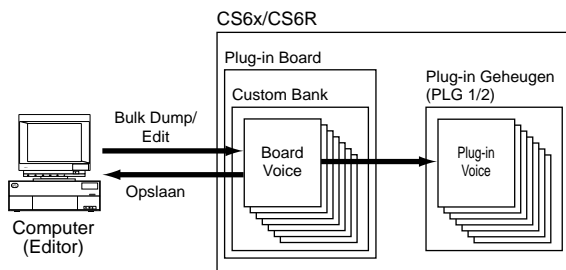 CS6x/CS6R
Plug-in Board
Plug-in Geheugen
(PLG 1/2)
Custom Bank
Bulk Dump/
Edit
Board
Voice
Plug-in
Voice
Opslaan
Computer
(Editor)